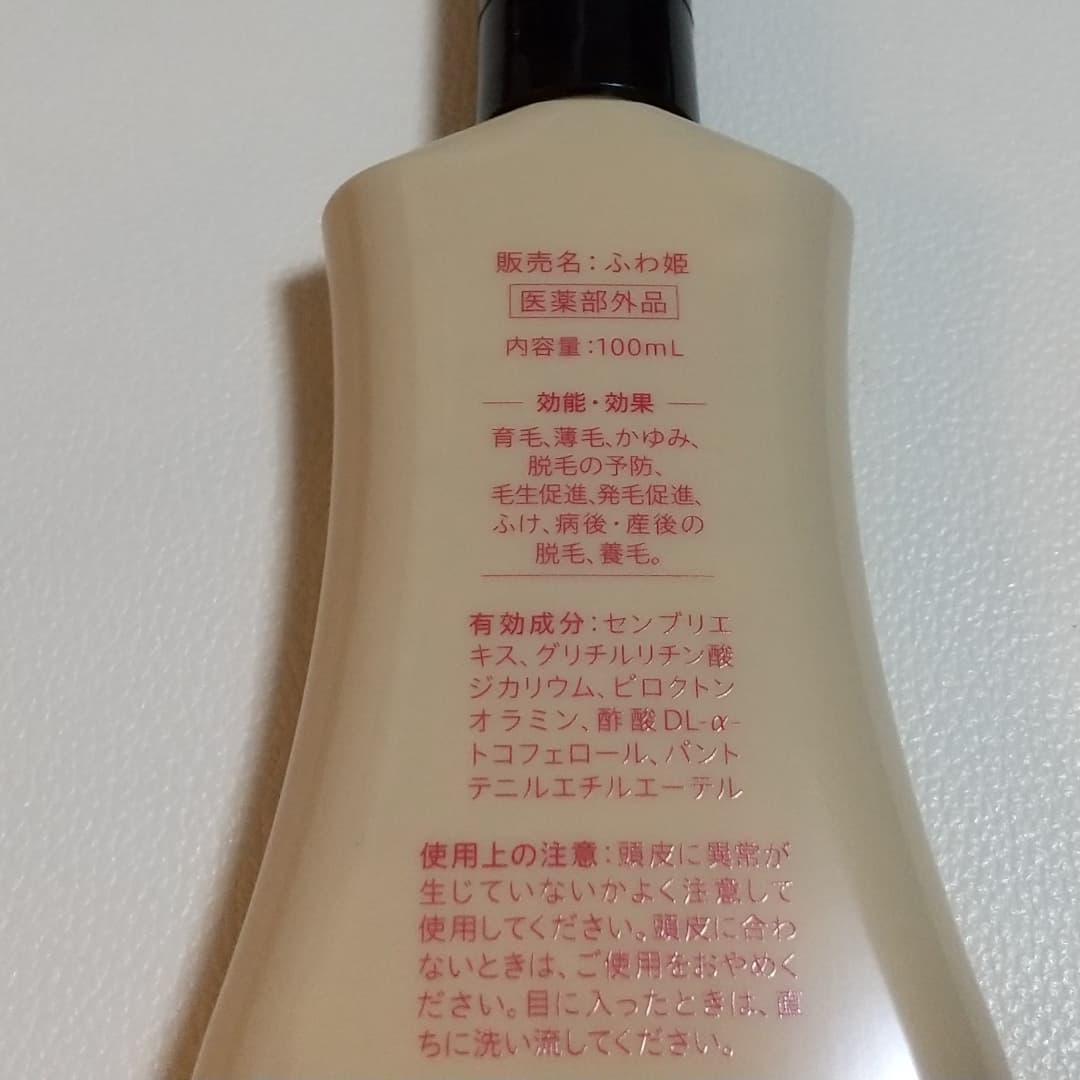 販売名：ふわ姫
医薬部外品
内容量：100mL
効能・効果
育毛、薄毛、かゆみ、
脱毛の予防、
毛生促進、発毛促進、
ふけ、病後・産後の
脱毛、養毛。
有効成分：センブリエ
キス、グリチルリチン酸
ジカリウム、ピロクトン
オラミン、酢酸DL-α-
トコフェロール、パント
テニルエチルエーテル
使用上の注意：頭皮に異常が
生じていないかよく注意して
使用してください。頭皮に合わ
ないときは、ご使用をおやめく
ださい。目に入ったときは、直
ちに洗い流してください。